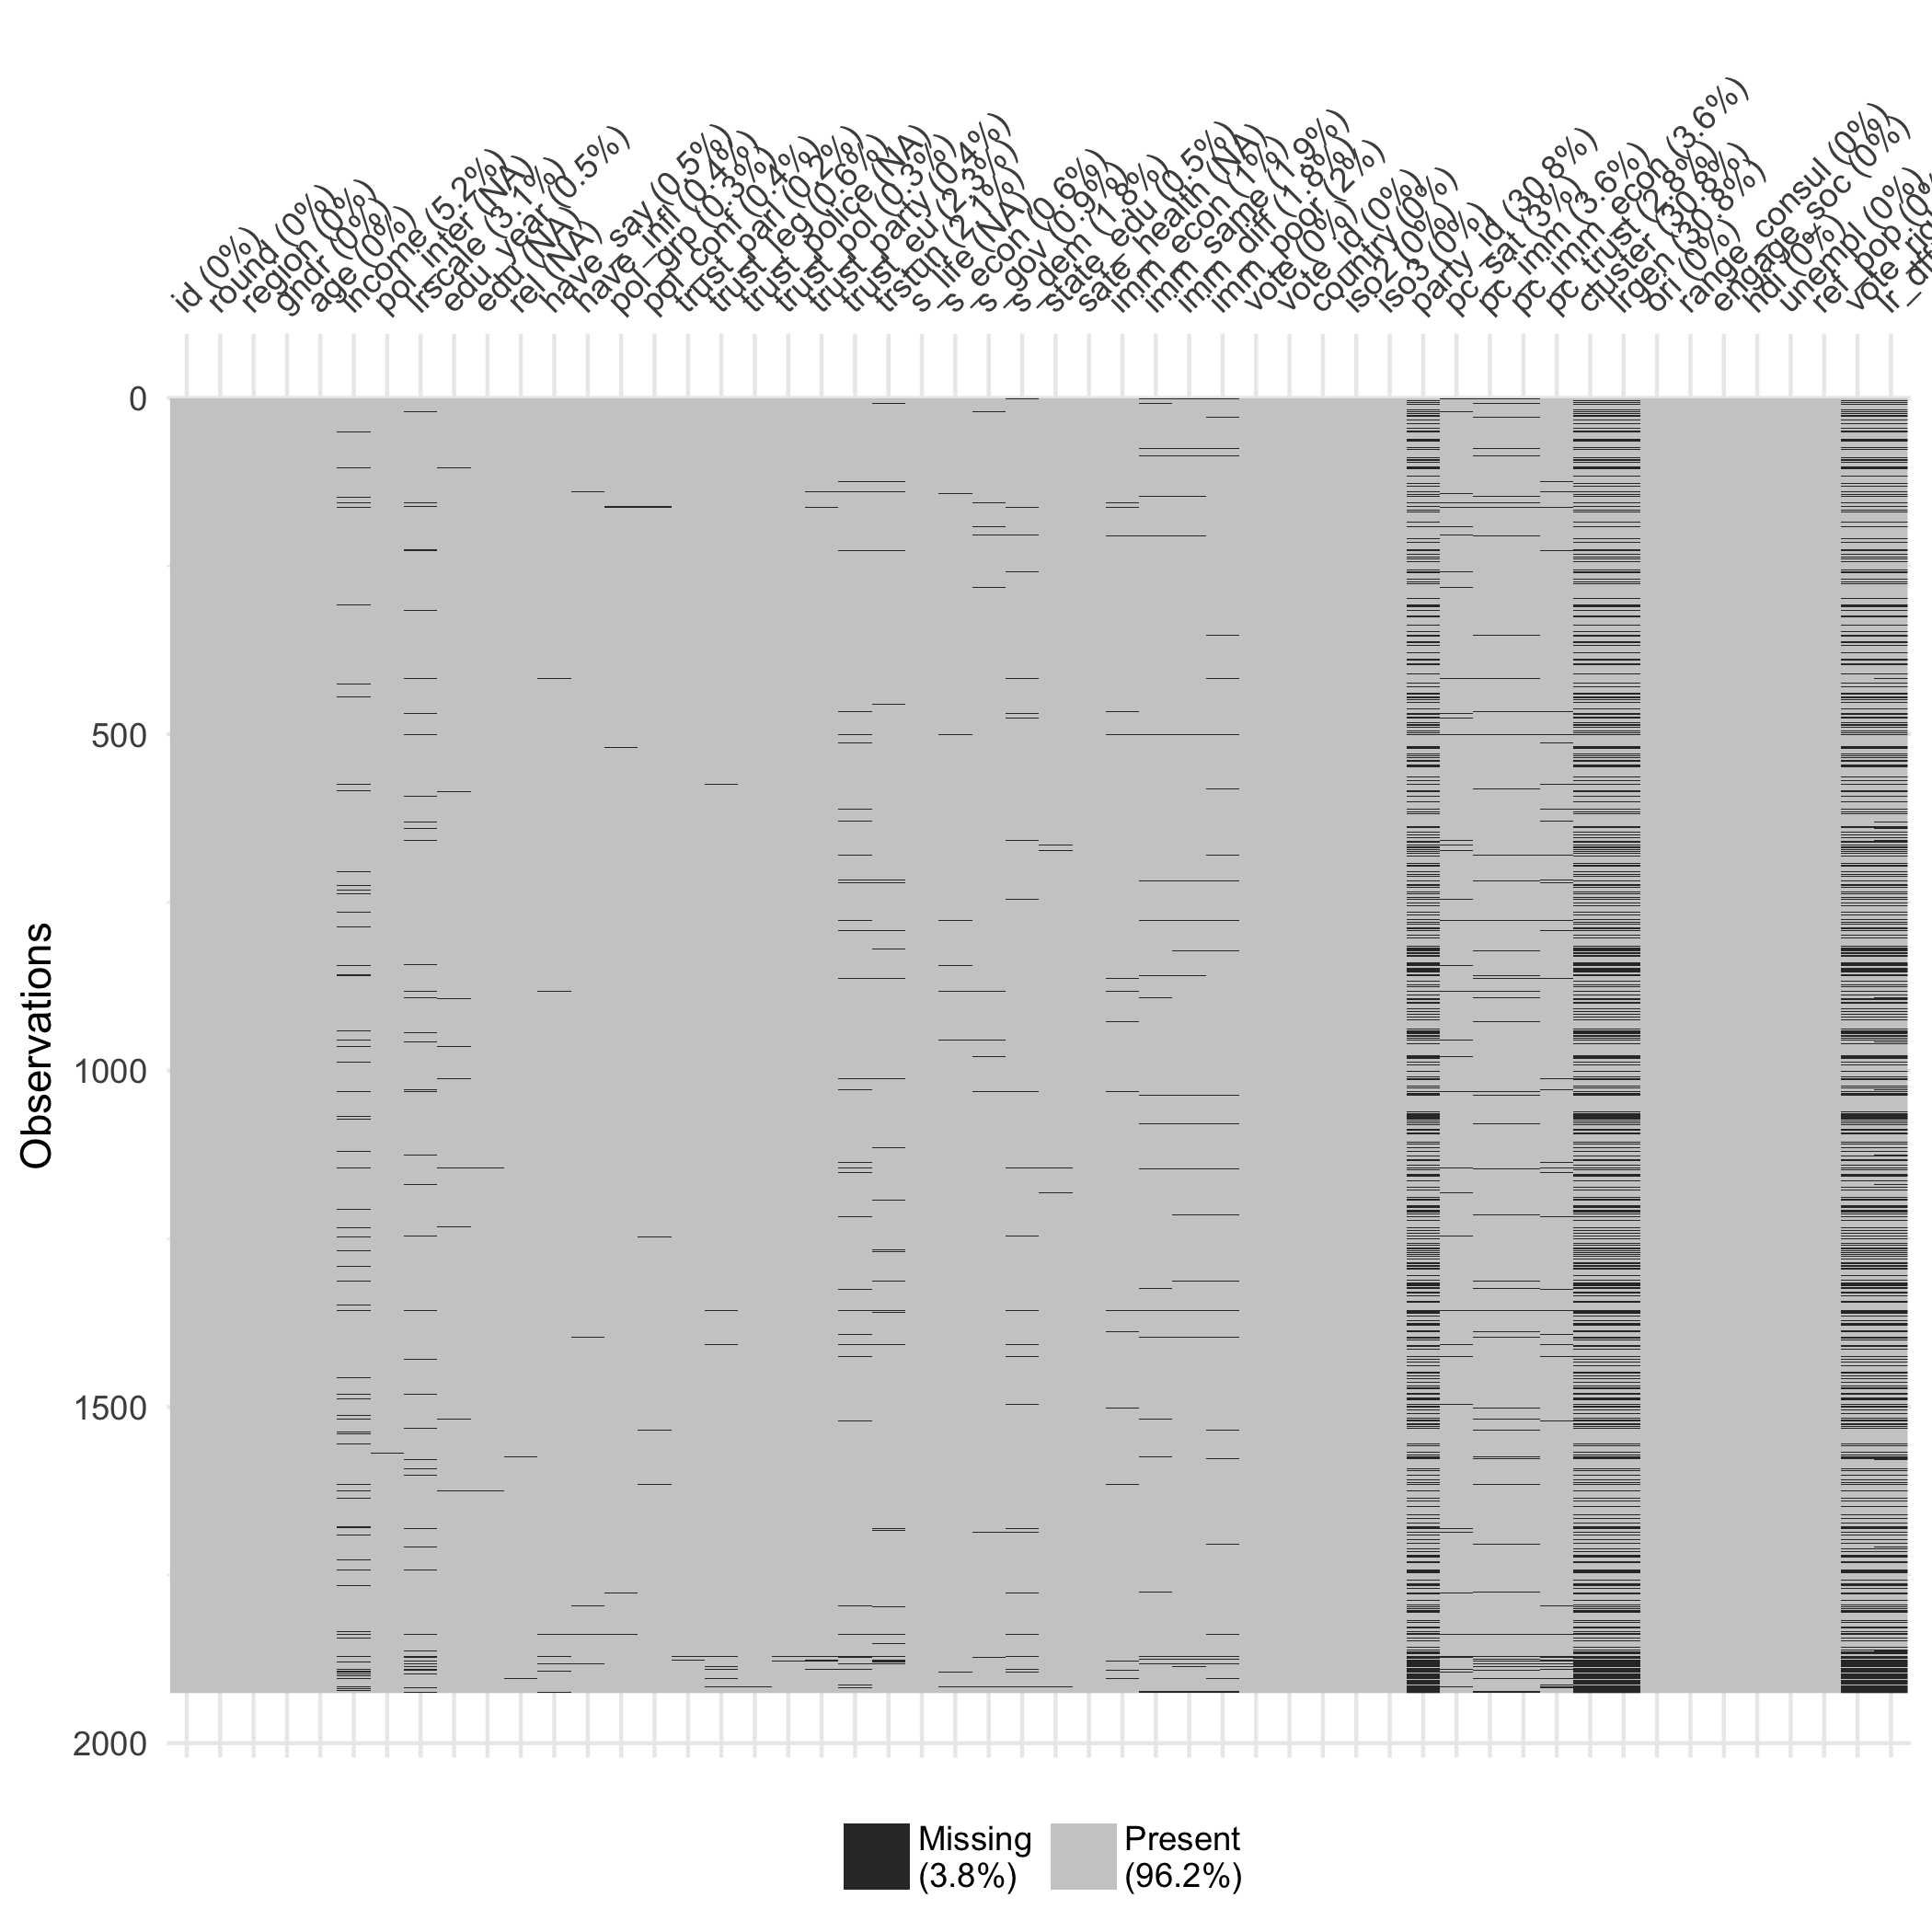 id (0%)
round (0%)
region (0%)
gndr (0%)
age (0%)
income (5.2%)
pol_inter (NA)
lrscale (3.1%)
edu_year (0.5%)
edu (NA)
rel (NA)
have_say (0.5%)
have_infl (0.4%)
pol_grp (0.3%)
pol_conf (0.4%)
trust_parl (0.2%)
trust_leg (0.6%)
trust_police (NA)
trust_pol (0.3%)
trust_party (0.4%)
trust_eu (2.3%)
trstun (2.1%)
s_life (NA)
s_econ (0.6%)
s_gov (0.9%)
s_dem (1.8%)
state_edu (0.5%)
sate_health (NA)
imm_econ (1%)
imm_same (1.9%)
imm_diff (1.8%)
imm_poor (2%)
vote (0%)
vote_id (0%)
country (0%)
iso2 (0%)
iso3 (0%)
party_id (30.8%)
pc_sat (3%)
pc_imm (3.6%)
pc_imm_econ (3.6%)
pc_trust (2.8%)
cluster (30.8%)
lrgen (30.8%)
ori (0%)
range_consul (0%)
engage_soc (0%)
hdi (0%)
unempl (0%)
ref_pop (0
vote_rig
lr_diff
Observations
0
500
1000
1500
2000
Missing
(3.8%)
Present
(96.2%)